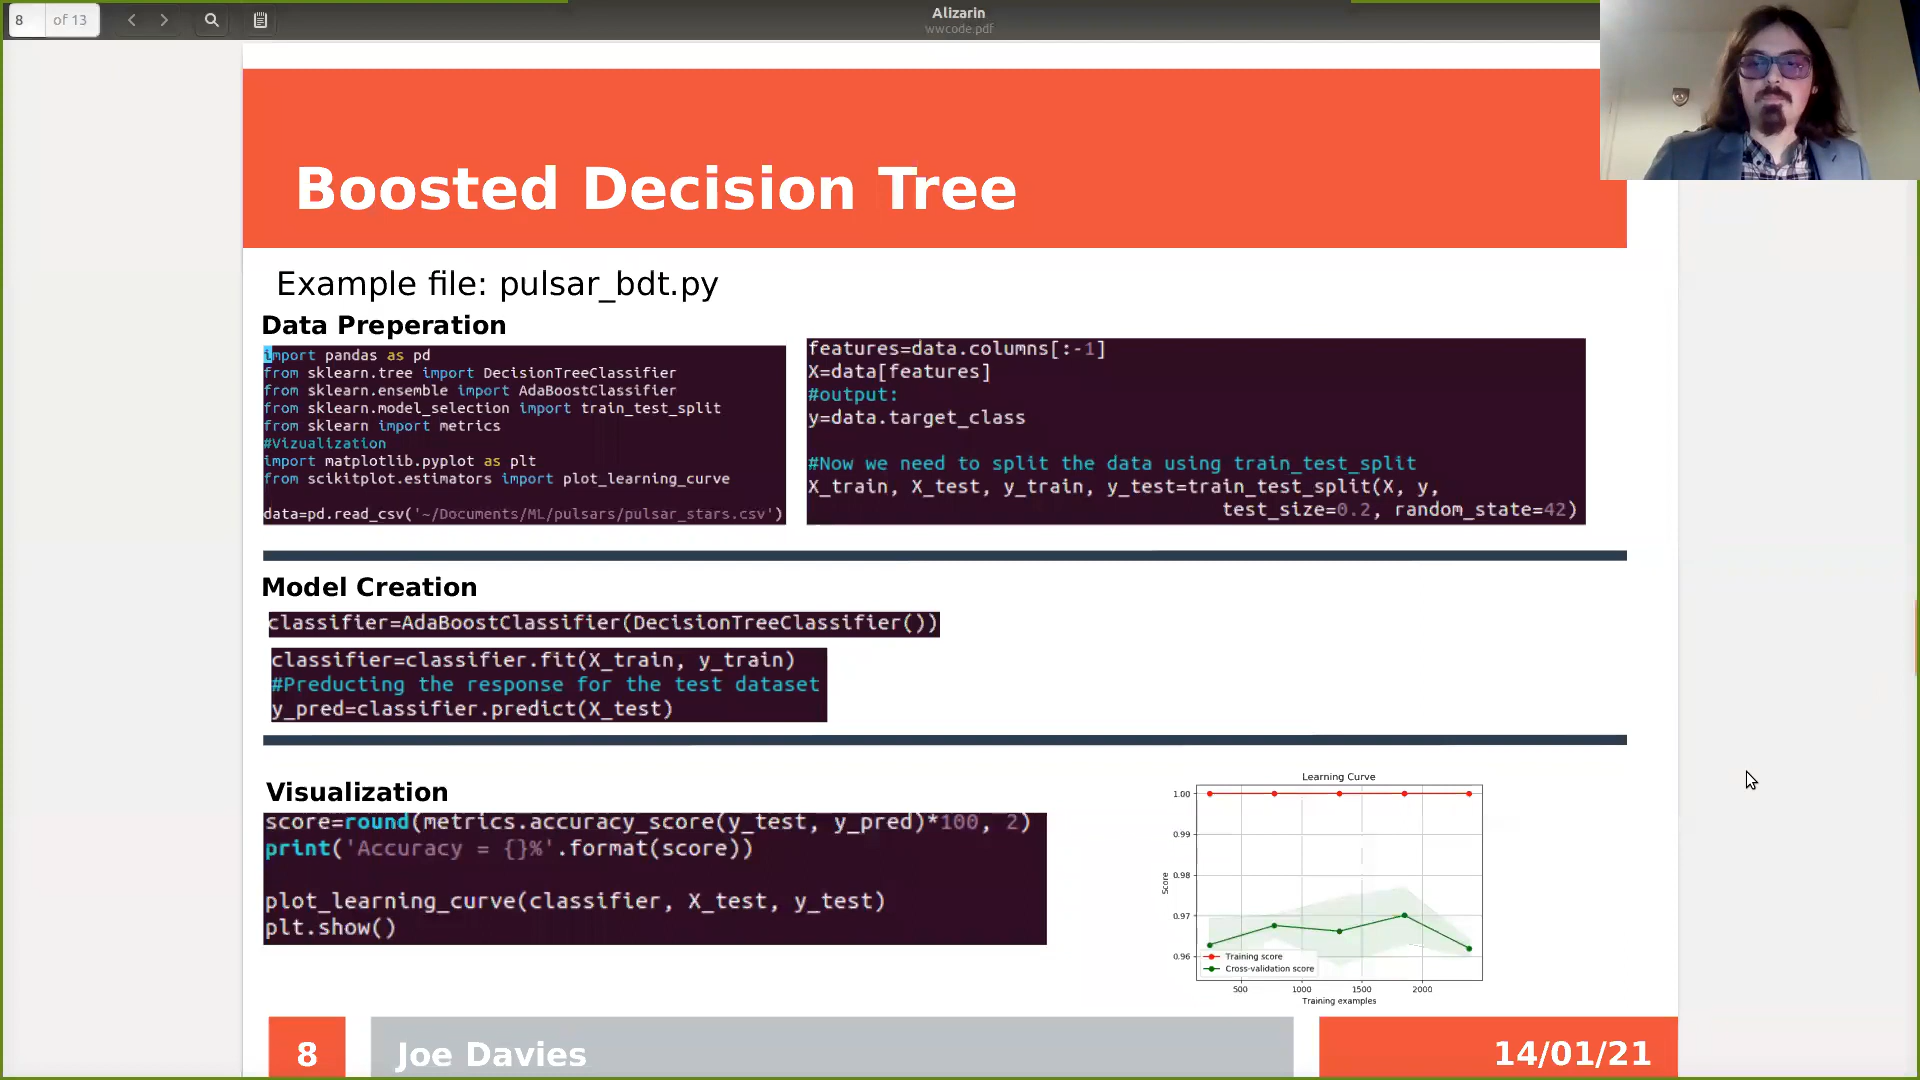 8 of 13
Alizarin
wwcode.pdf
Boosted Decision Tree
Example file: pulsar_bdt.py
Data Preperation
import pandas as pd
from sklearn.tree import DecisionTreeClassifier
from sklearn.ensemble import AdaBoostClassifier
from sklearn.model_selection import train_test_split
from sklearn import metrics
#Vizualization
import matplotlib.pyplot as plt
from scikitplot.estimators import plot_learning_curve
data=pd.read_csv('~/Documents/ML/pulsars/pulsar_stars.csv')
features=data.columns[:-1]
X=data[features]
#output:
y=data.target_class
#Now we need to split the data using train_test_split
X_train, X_test, y_train, y_test=train_test_split(X, y,
test_size=0.2, random_state=42)
Model Creation
classifier=AdaBoostClassifier(DecisionTreeClassifier())
classifier=classifier.fit(X_train, y_train)
#Preducting the response for the test dataset
y_pred=classifier.predict(X_test)
Visualization
score=round(metrics.accuracy_score(y_test, y_pred)*100, 2)
print('Accuracy = {}%'.format(score))
plot_learning_curve(classifier, X_test, y_test)
plt.show()
Learning Curve
1.00
0.99
0.98
0.97
0.96
Score
Training score
Cross-validation score
500 1000 1500 2000
Training examples
8
Joe Davies
14/01/21